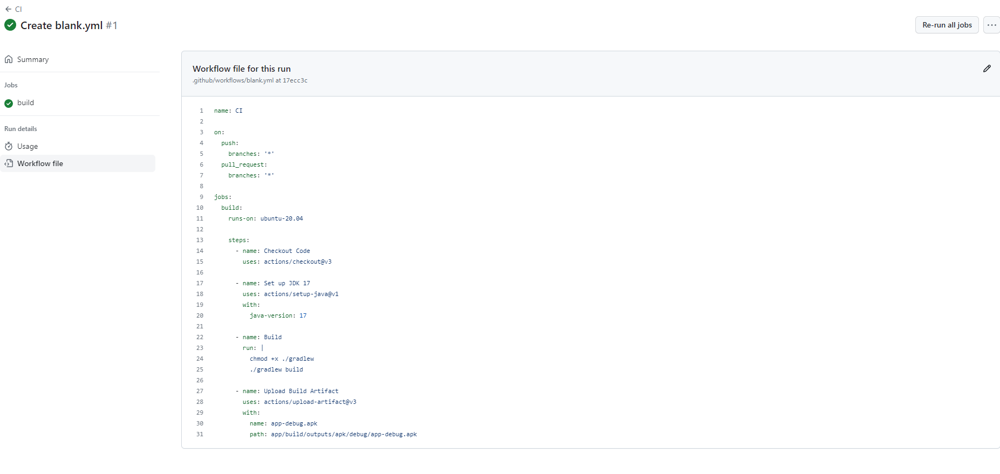 CI
Create blank.yml #1
Re-run all jobs
Summary
Jobs
build
Run details
Usage
Workflow file
Workflow file for this run
.github/workflows/blank.yml at 17ecc3c
1 name: CI
2
3 on:
4   push:
5     branches: '*'
6   pull_request:
7     branches: '*'
8
9 jobs:
10   build:
11     runs-on: ubuntu-20.04
12
13     steps:
14       - name: Checkout Code
15         uses: actions/checkout@v3
16
17       - name: Set up JDK 17
18         uses: actions/setup-java@v1
19         with:
20           java-version: 17
21
22       - name: Build
23         run: |
24           chmod +x ./gradlew
25           ./gradlew build
26
27       - name: Upload Build Artifact
28         uses: actions/upload-artifact@v3
29         with:
30           name: app-debug.apk
31           path: app/build/outputs/apk/debug/app-debug.apk